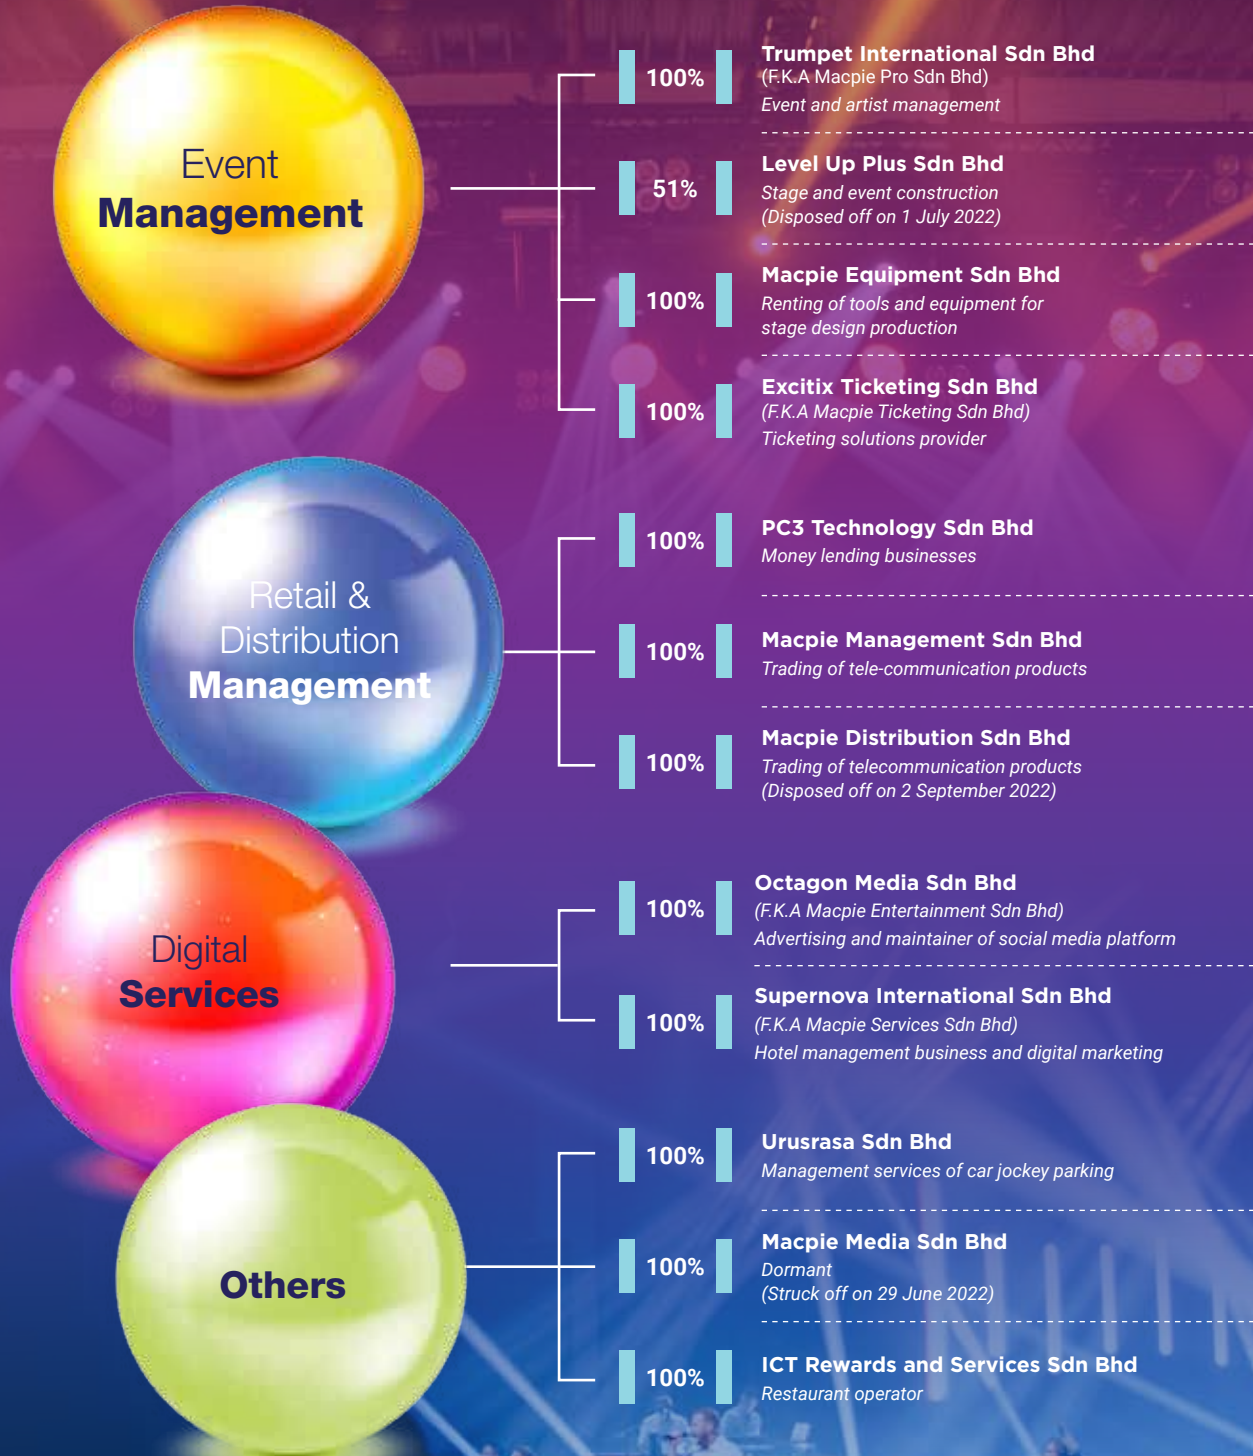 Event
Management
100%
Trumpet International Sdn Bhd
(F.K.A Macpie Pro Sdn Bhd)
Event and artist management
51%
Level Up Plus Sdn Bhd
Stage and event construction
(Disposed off on 1 July 2022)
100%
Macpie Equipment Sdn Bhd
Renting of tools and equipment for
stage design production
100%
Excitix Ticketing Sdn Bhd
(F.K.A Macpie Ticketing Sdn Bhd)
Ticketing solutions provider
Retail &
Distribution
Management
100%
PC3 Technology Sdn Bhd
Money lending businesses
100%
Macpie Management Sdn Bhd
Trading of tele-communication products
100%
Macpie Distribution Sdn Bhd
Trading of telecommunication products
(Disposed off on 2 September 2022)
Digital
Services
100%
Octagon Media Sdn Bhd
(F.K.A Macpie Entertainment Sdn Bhd)
Advertising and maintainer of social media platform
100%
Supernova International Sdn Bhd
(F.K.A Macpie Services Sdn Bhd)
Hotel management business and digital marketing
Others
100%
Urusrasa Sdn Bhd
Management services of car jockey parking
100%
Macpie Media Sdn Bhd
Dormant
(Struck off on 29 June 2022)
100%
ICT Rewards and Services Sdn Bhd
Restaurant operator